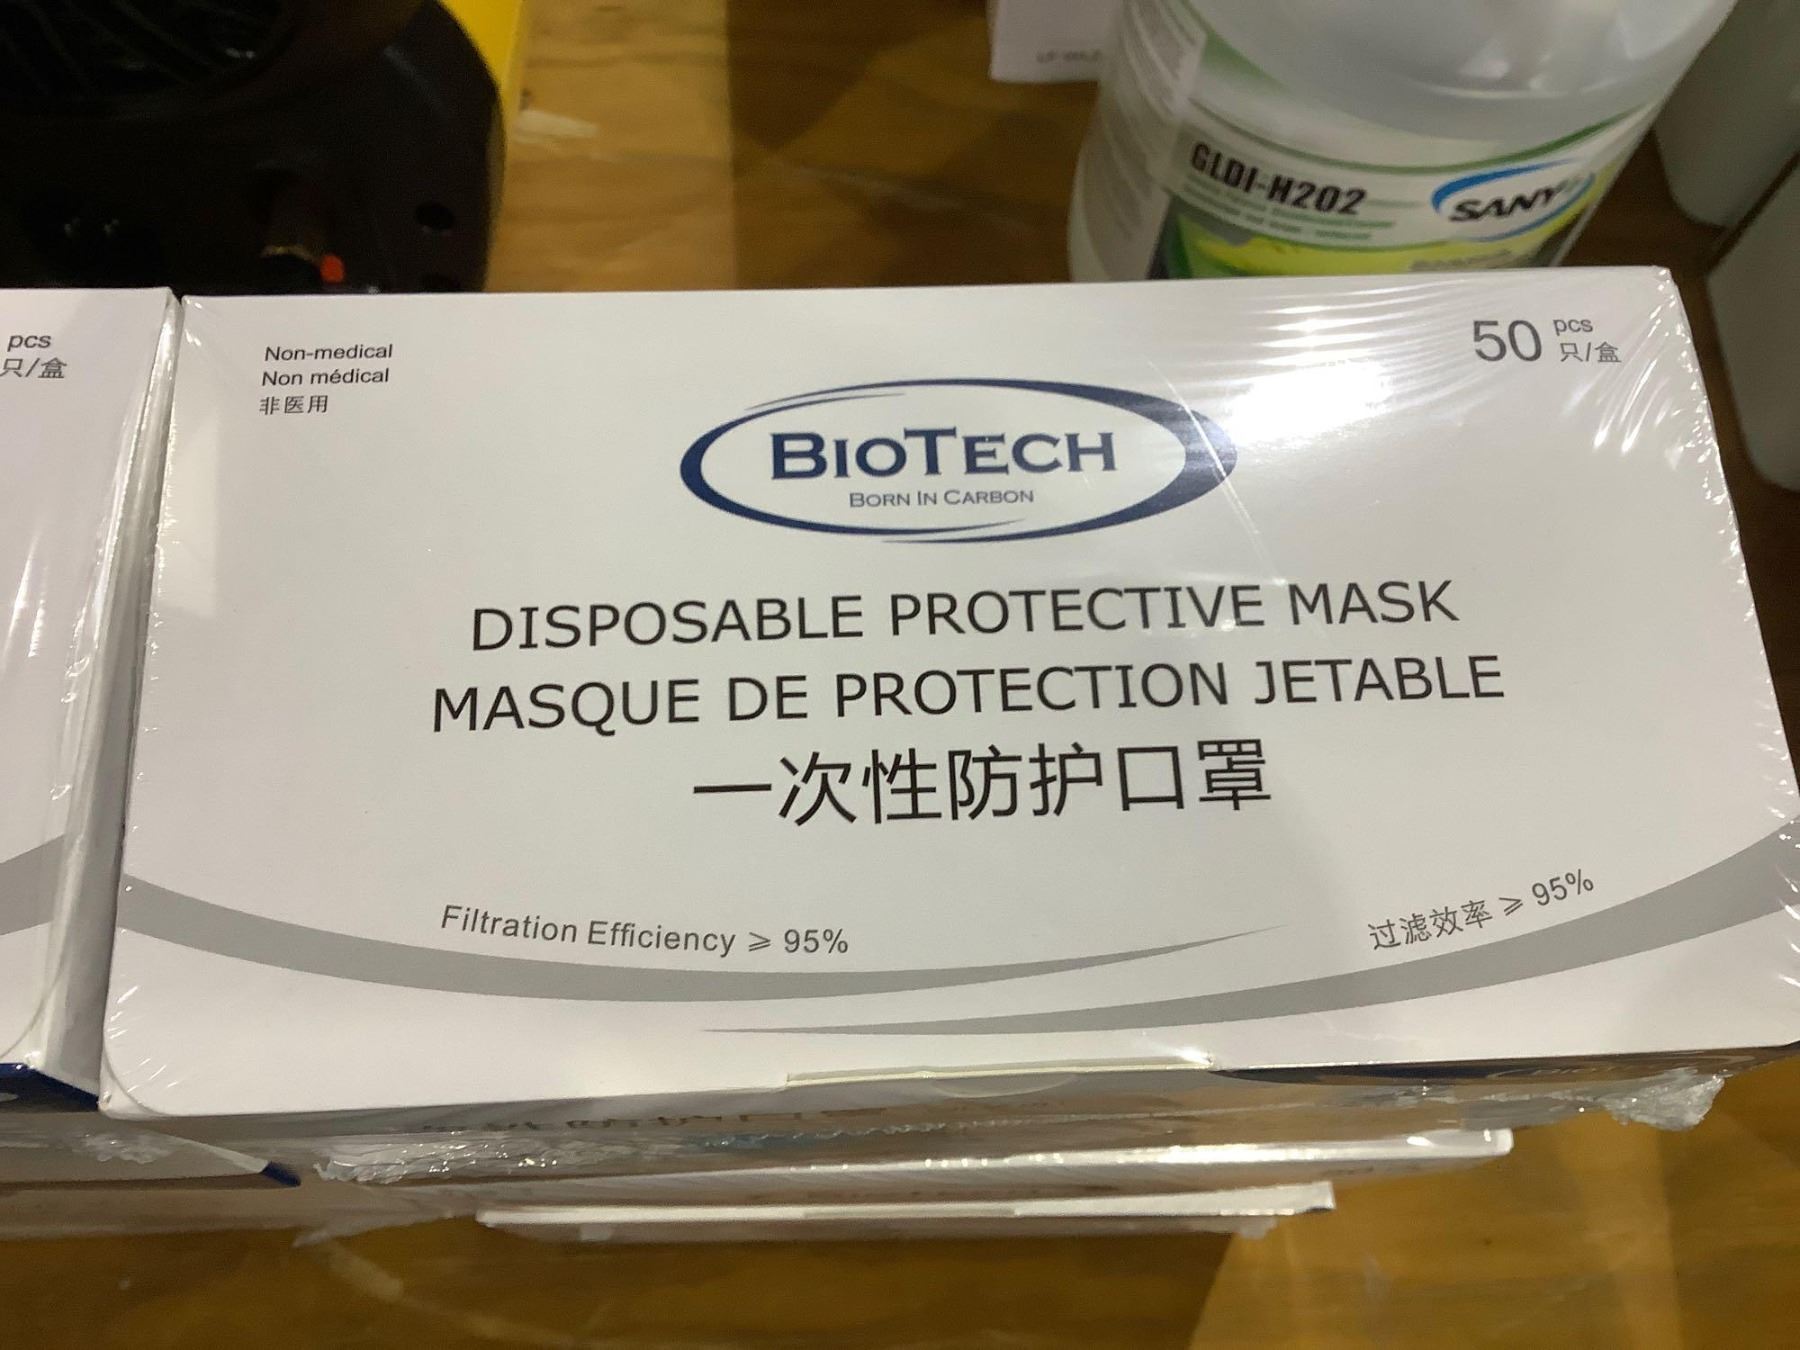 GLDI-H202
SANY
pcs
只/盒
Non-medical
Non médical
非医用
50 pcs
只/盒
BIOTECH
BORN IN CARBON
DISPOSABLE PROTECTIVE MASK
MASQUE DE PROTECTION JETABLE
一次性防护口罩
Filtration Efficiency ⩾ 95%
过滤效率 ⩾ 95%